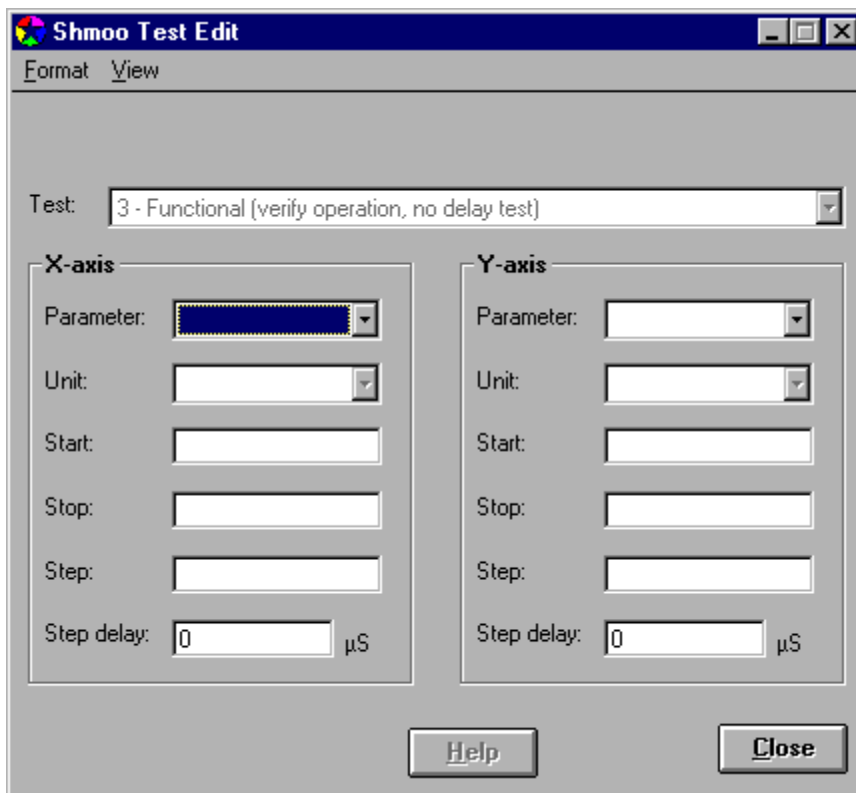 Shmoo Test Edit
Format View
Test: 3 - Functional (verify operation, no delay test)
X-axis Y-axis
Parameter: Parameter:
Unit: Unit:
Start: Start:
Stop: Stop:
Step: Step:
Step delay: 0 µS Step delay: 0 µS
Help Close